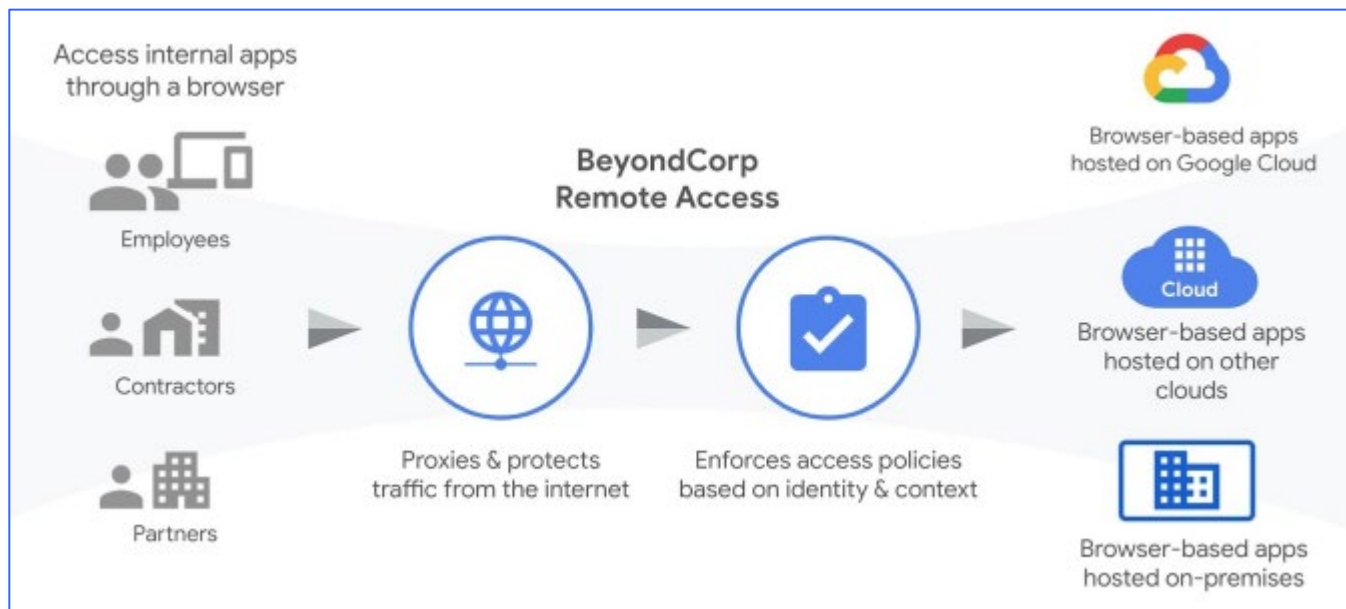 Access internal apps
through a browser
Employees
Contractors
Partners
BeyondCorp
Remote Access
Proxies & protects
traffic from the internet
Enforces access policies
based on identity & context
Browser-based apps
hosted on Google Cloud
Cloud
Browser-based apps
hosted on other
clouds
Browser-based apps
hosted on-premises